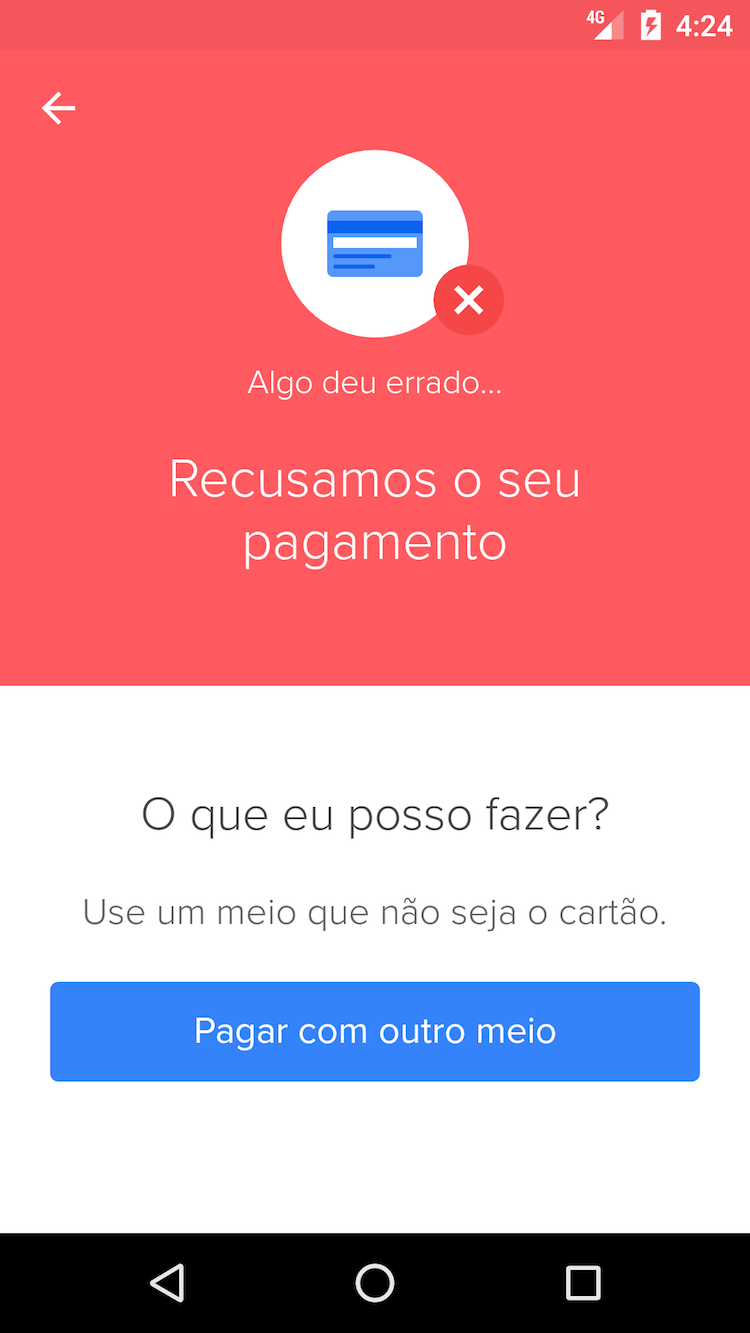 4G 4:24
Algo deu errado...
Recusamos o seu
pagamento
O que eu posso fazer?
Use um meio que não seja o cartão.
Pagar com outro meio